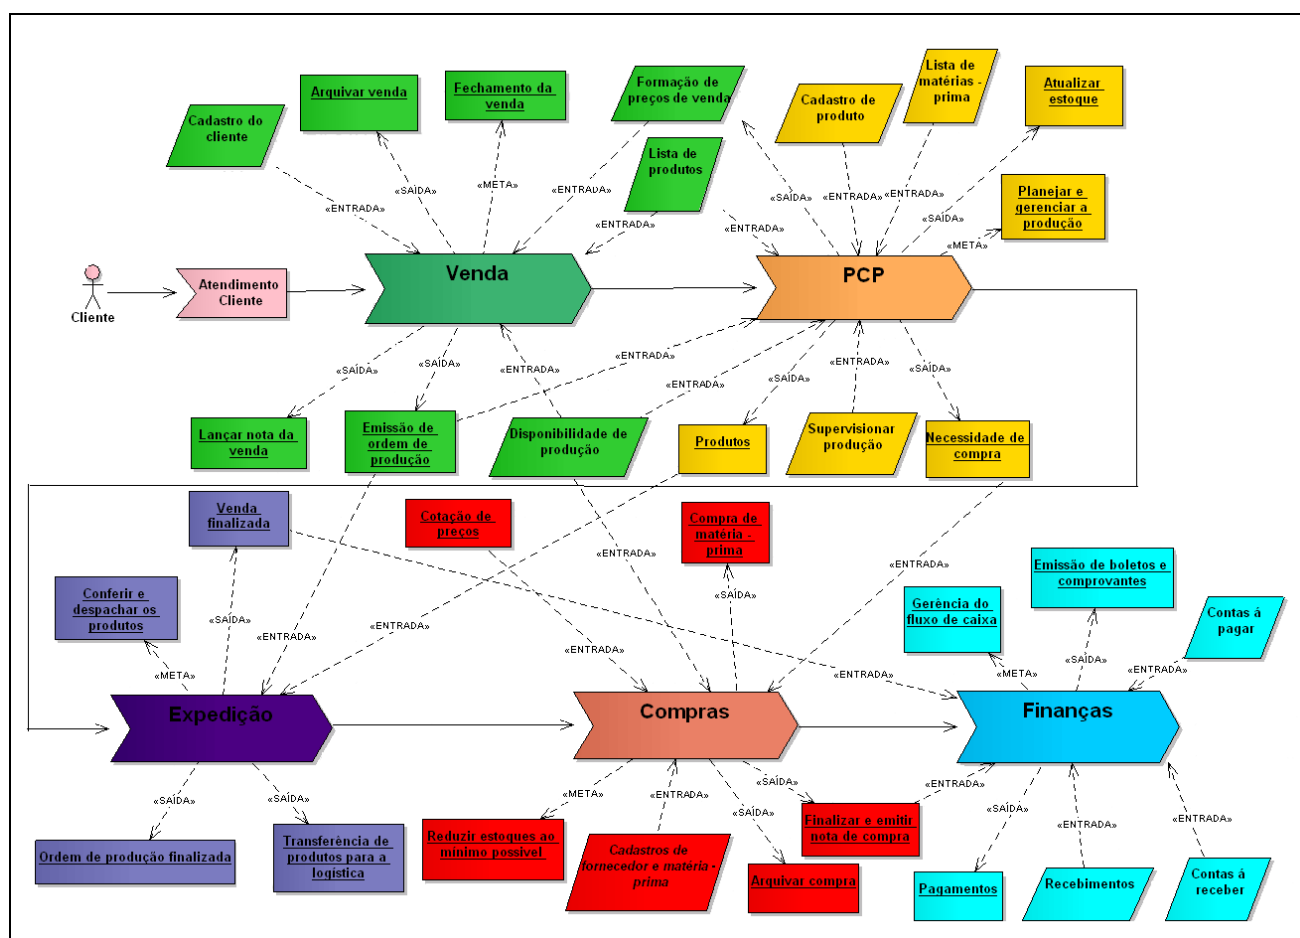 Cadastro do
cliente
Arquivar venda
Fechamento da
venda
Formação de
preços de venda
Lista de
produtos
Cadastro de
produto
Lista de
matérias -
prima
Atualizar
estoque
Planejar e
gerenciar a
produção
«ENTRADA»
«SAÍDA»
«META»
«ENTRADA»
«ENTRADA»
«ENTRADA»
«SAÍDA»
«ENTRADA»
«ENTRADA»
«SAÍDA»
«META»
Cliente
Atendimento
Cliente
Venda
PCP
«SAÍDA»
«SAÍDA»
«ENTRADA»
«ENTRADA»
«ENTRADA»
«SAÍDA»
«ENTRADA»
«SAÍDA»
Lançar nota da
venda
Emissão de
ordem de
produção
Disponibilidade de
produção
Produtos
Supervisionar
produção
Necessidade de
compra
Venda
finalizada
Cotação de
preços
Compra de
matéria -
prima
Emissão de boletos e
comprovantes
Conferir e
despachar os
produtos
Gerência do
fluxo de caixa
Contas á
pagar
«SAÍDA»
«META»
«ENTRADA»
«ENTRADA»
«ENTRADA»
«ENTRADA»
«SAÍDA»
«ENTRADA»
«ENTRADA»
«META»
«SAÍDA»
«ENTRADA»
Expedição
Compras
Finanças
«SAÍDA»
«SAÍDA»
«META»
«ENTRADA»
«SAÍDA»
«SAÍDA»
«ENTRADA»
«SAÍDA»
«ENTRADA»
«ENTRADA»
Ordem de produção finalizada
Transferência de
produtos para a
logística
Reduzir estoques ao
mínimo possivel
Cadastros de
fornecedor e matéria -
prima
Arquivar compra
Finalizar e emitir
nota de compra
Pagamentos
Recebimentos
Contas á
receber